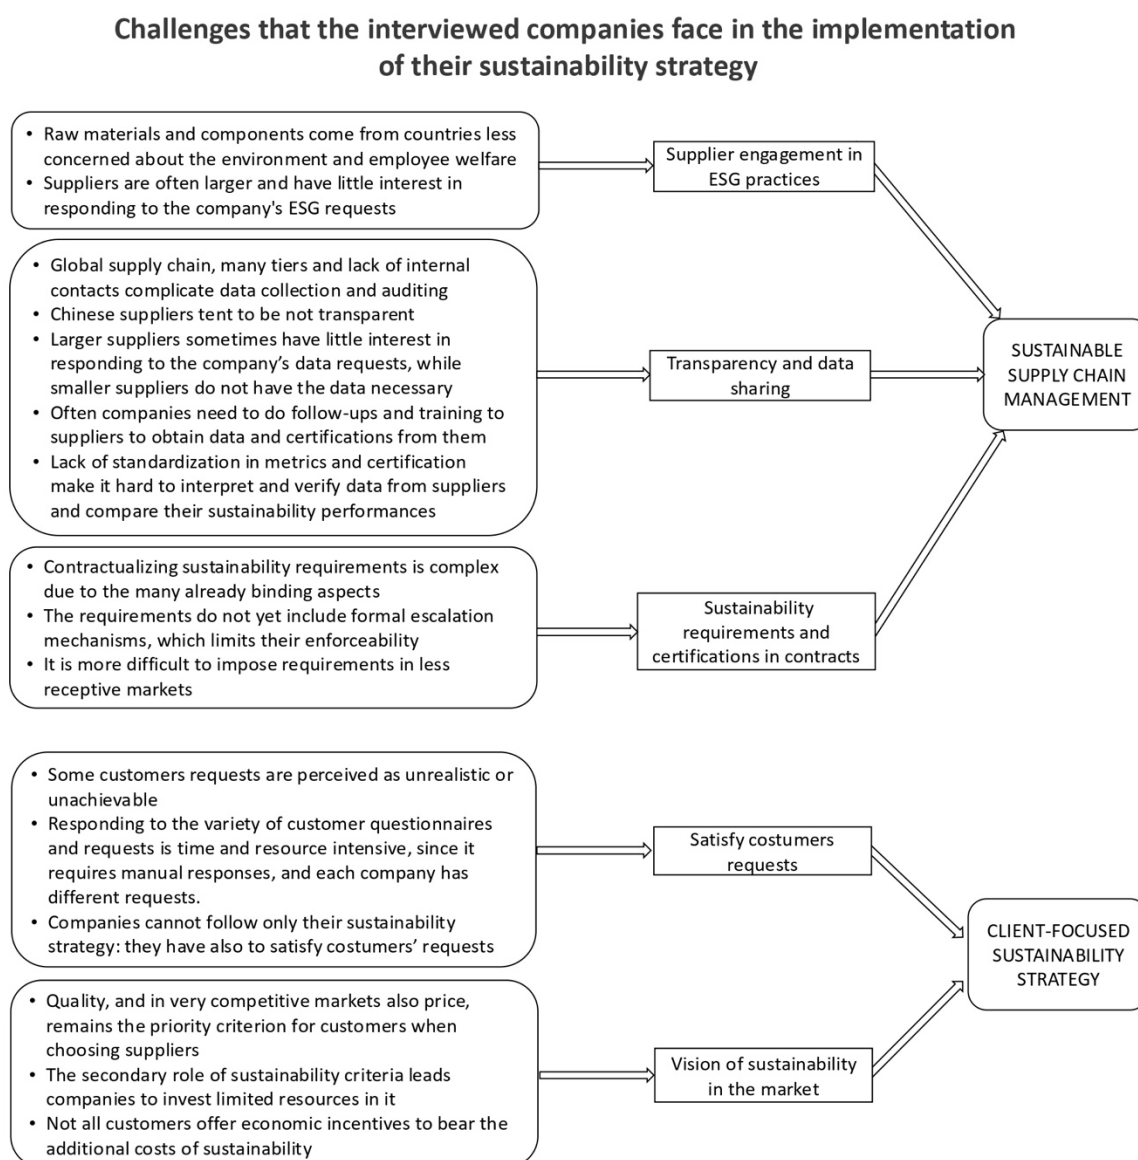 Challenges that the interviewed companies face in the implementation
of their sustainability strategy
• Raw materials and components come from countries less
concerned about the environment and employee welfare
• Suppliers are often larger and have little interest in
responding to the company's ESG requests
Supplier engagement in
ESG practices
• Global supply chain, many tiers and lack of internal
contacts complicate data collection and auditing
• Chinese suppliers tent to be not transparent
• Larger suppliers sometimes have little interest in
responding to the company’s data requests, while
smaller suppliers do not have the data necessary
• Often companies need to do follow-ups and training to
suppliers to obtain data and certifications from them
• Lack of standardization in metrics and certification
make it hard to interpret and verify data from suppliers
and compare their sustainability performances
Transparency and data
sharing
SUSTAINABLE
SUPPLY CHAIN
MANAGEMENT
• Contractualizing sustainability requirements is complex
due to the many already binding aspects
• The requirements do not yet include formal escalation
mechanisms, which limits their enforceability
• It is more difficult to impose requirements in less
receptive markets
Sustainability
requirements and
certifications in contracts
• Some customers requests are perceived as unrealistic or
unachievable
• Responding to the variety of customer questionnaires
and requests is time and resource intensive, since it
requires manual responses, and each company has
different requests.
• Companies cannot follow only their sustainability
strategy: they have also to satisfy costumers’ requests
Satisfy costumers
requests
CLIENT-FOCUSED
SUSTAINABILITY
STRATEGY
• Quality, and in very competitive markets also price,
remains the priority criterion for customers when
choosing suppliers
• The secondary role of sustainability criteria leads
companies to invest limited resources in it
• Not all customers offer economic incentives to bear the
additional costs of sustainability
Vision of sustainability
in the market